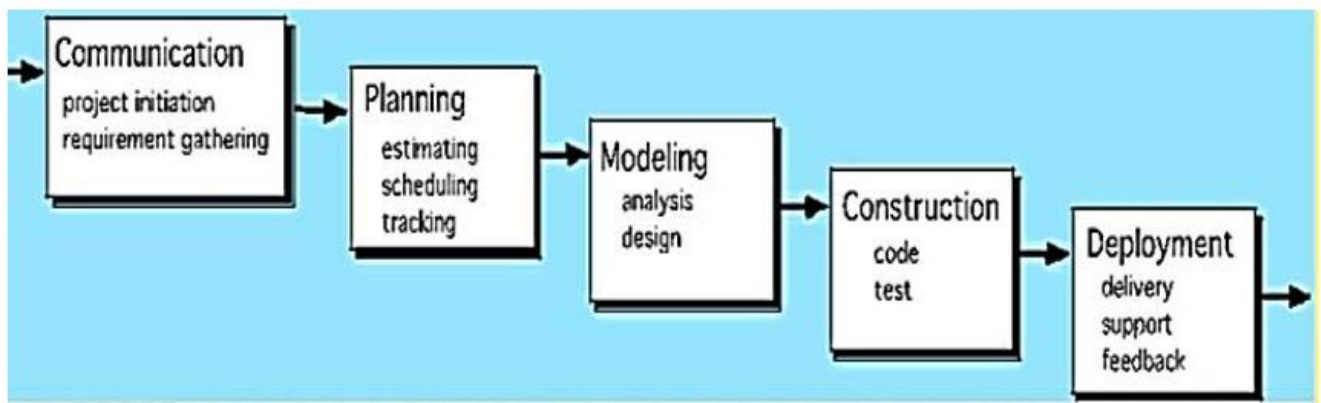 Communication
project initiation
requirement gathering
Planning
estimating
scheduling
tracking
Modeling
analysis
design
Construction
code
test
Deployment
delivery
support
feedback